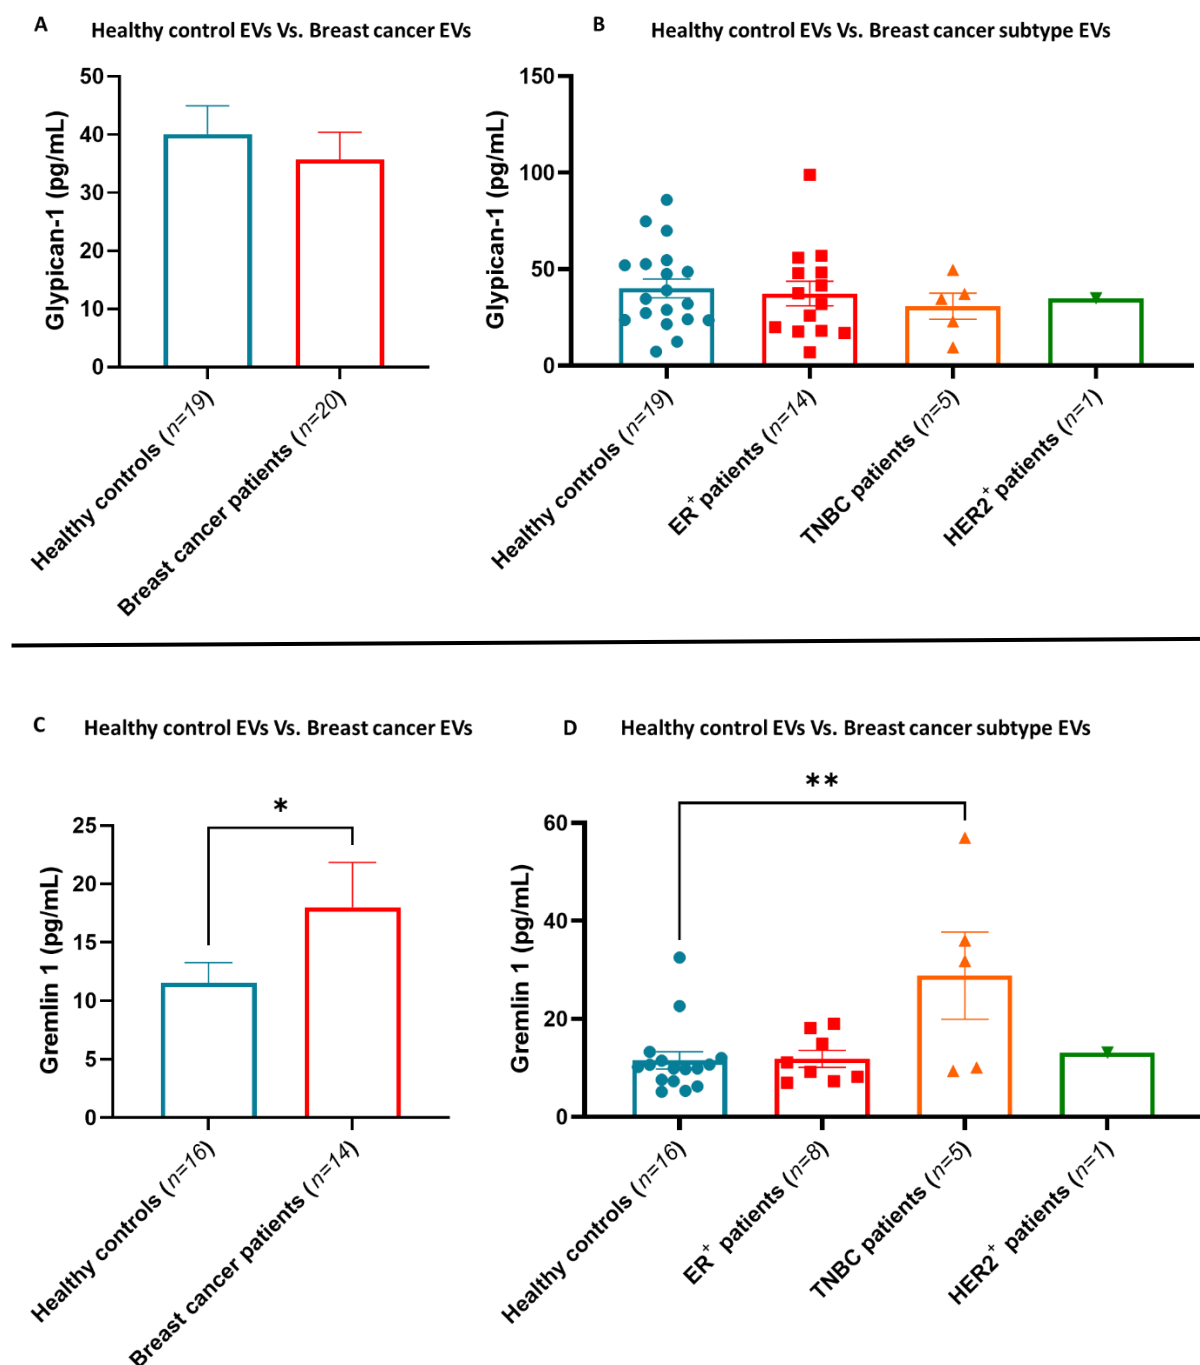 A Healthy control EVs Vs. Breast cancer EVs
Glypican-1 (pg/mL)
50
40
30
20
10
0
Healthy controls (n=19)
Breast cancer patients (n=20)
B Healthy control EVs Vs. Breast cancer subtype EVs
Glypican-1 (pg/mL)
150
100
50
0
Healthy controls (n=19)
ER+ patients (n=14)
TNBC patients (n=5)
HER2+ patients (n=1)
C Healthy control EVs Vs. Breast cancer EVs
*
Gremlin 1 (pg/mL)
25
20
15
10
5
0
Healthy controls (n=16)
Breast cancer patients (n=14)
D Healthy control EVs Vs. Breast cancer subtype EVs
**
Gremlin 1 (pg/mL)
60
40
20
0
Healthy controls (n=16)
ER+ patients (n=8)
TNBC patients (n=5)
HER2+ patients (n=1)